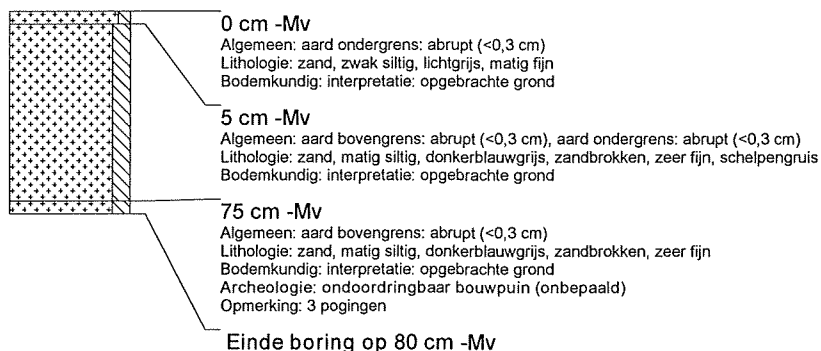 0 cm -Mv
Algemeen: aard ondergrens: abrupt (<0,3 cm)
Lithologie: zand, zwak siltig, lichtgrijs, matig fijn
Bodemkundig: interpretatie: opgebrachte grond
5 cm -Mv
Algemeen: aard bovengrens: abrupt (<0,3 cm), aard ondergrens: abrupt (<0,3 cm)
Lithologie: zand, matig siltig, donkerblauwgrijs, zandbrokken, zeer fijn, schelpengruis
Bodemkundig: interpretatie: opgebrachte grond
75 cm -Mv
Algemeen: aard bovengrens: abrupt (<0,3 cm)
Lithologie: zand, matig siltig, donkerblauwgrijs, zandbrokken, zeer fijn
Bodemkundig: interpretatie: opgebrachte grond
Archeologie: ondoordringbaar bouwpuin (onbepaald)
Opmerking: 3 pogingen
Einde boring op 80 cm -Mv